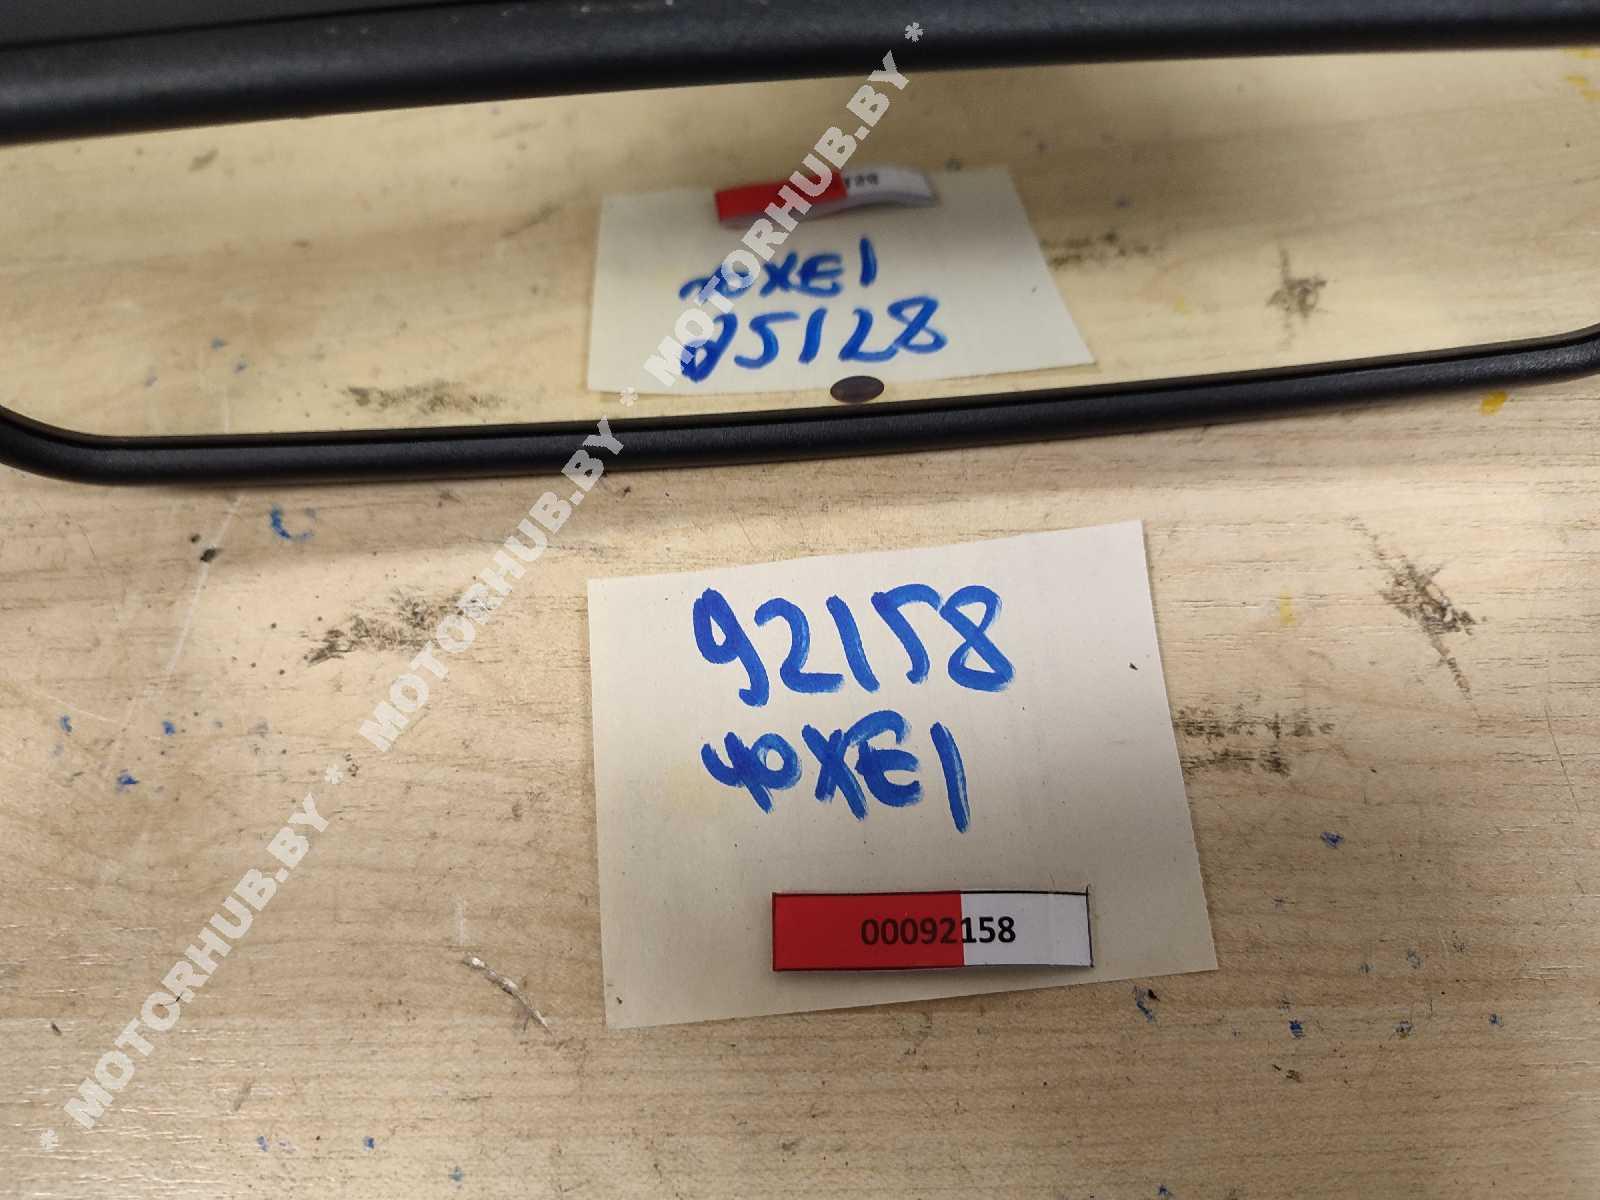 92158
40XE1
00092158
* MOTORHUB.BY * MOTORHUB.BY * MOTORHUB.BY *